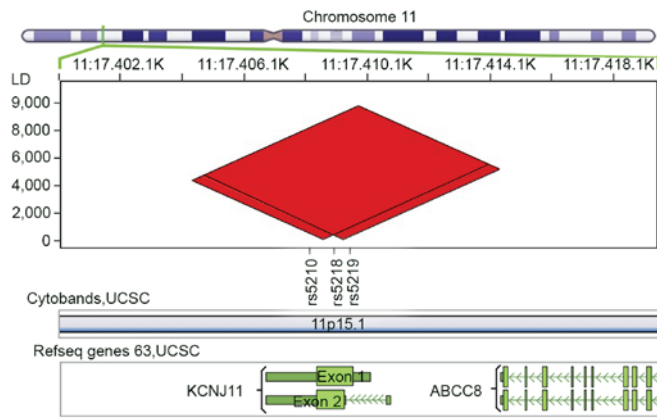 Chromosome 11
LD
11:17.402.1K 11:17.406.1K 11:17.410.1K 11:17.414.1K 11:17.418.1K
9,000
8,000
6,000
4,000
2,000
0
rs5210
rs5218
rs5219
Cytobands,UCSC
11p15.1
Refseq genes 63,UCSC
KCNJ11
Exon 1
Exon 2
ABCC8